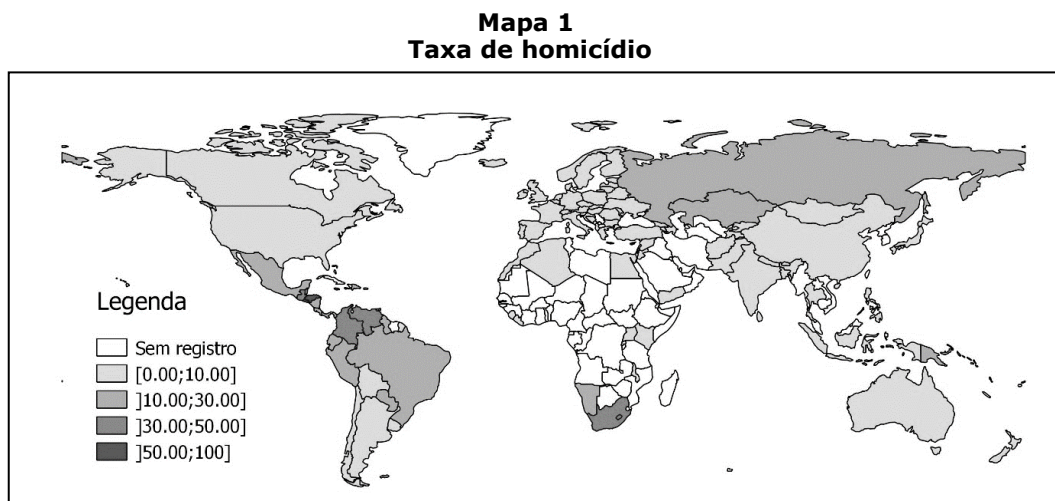 Mapa 1
Taxa de homicídio
Legenda
Sem registro
[0.00;10.00]
]10.00;30.00]
]30.00;50.00]
]50.00;100]